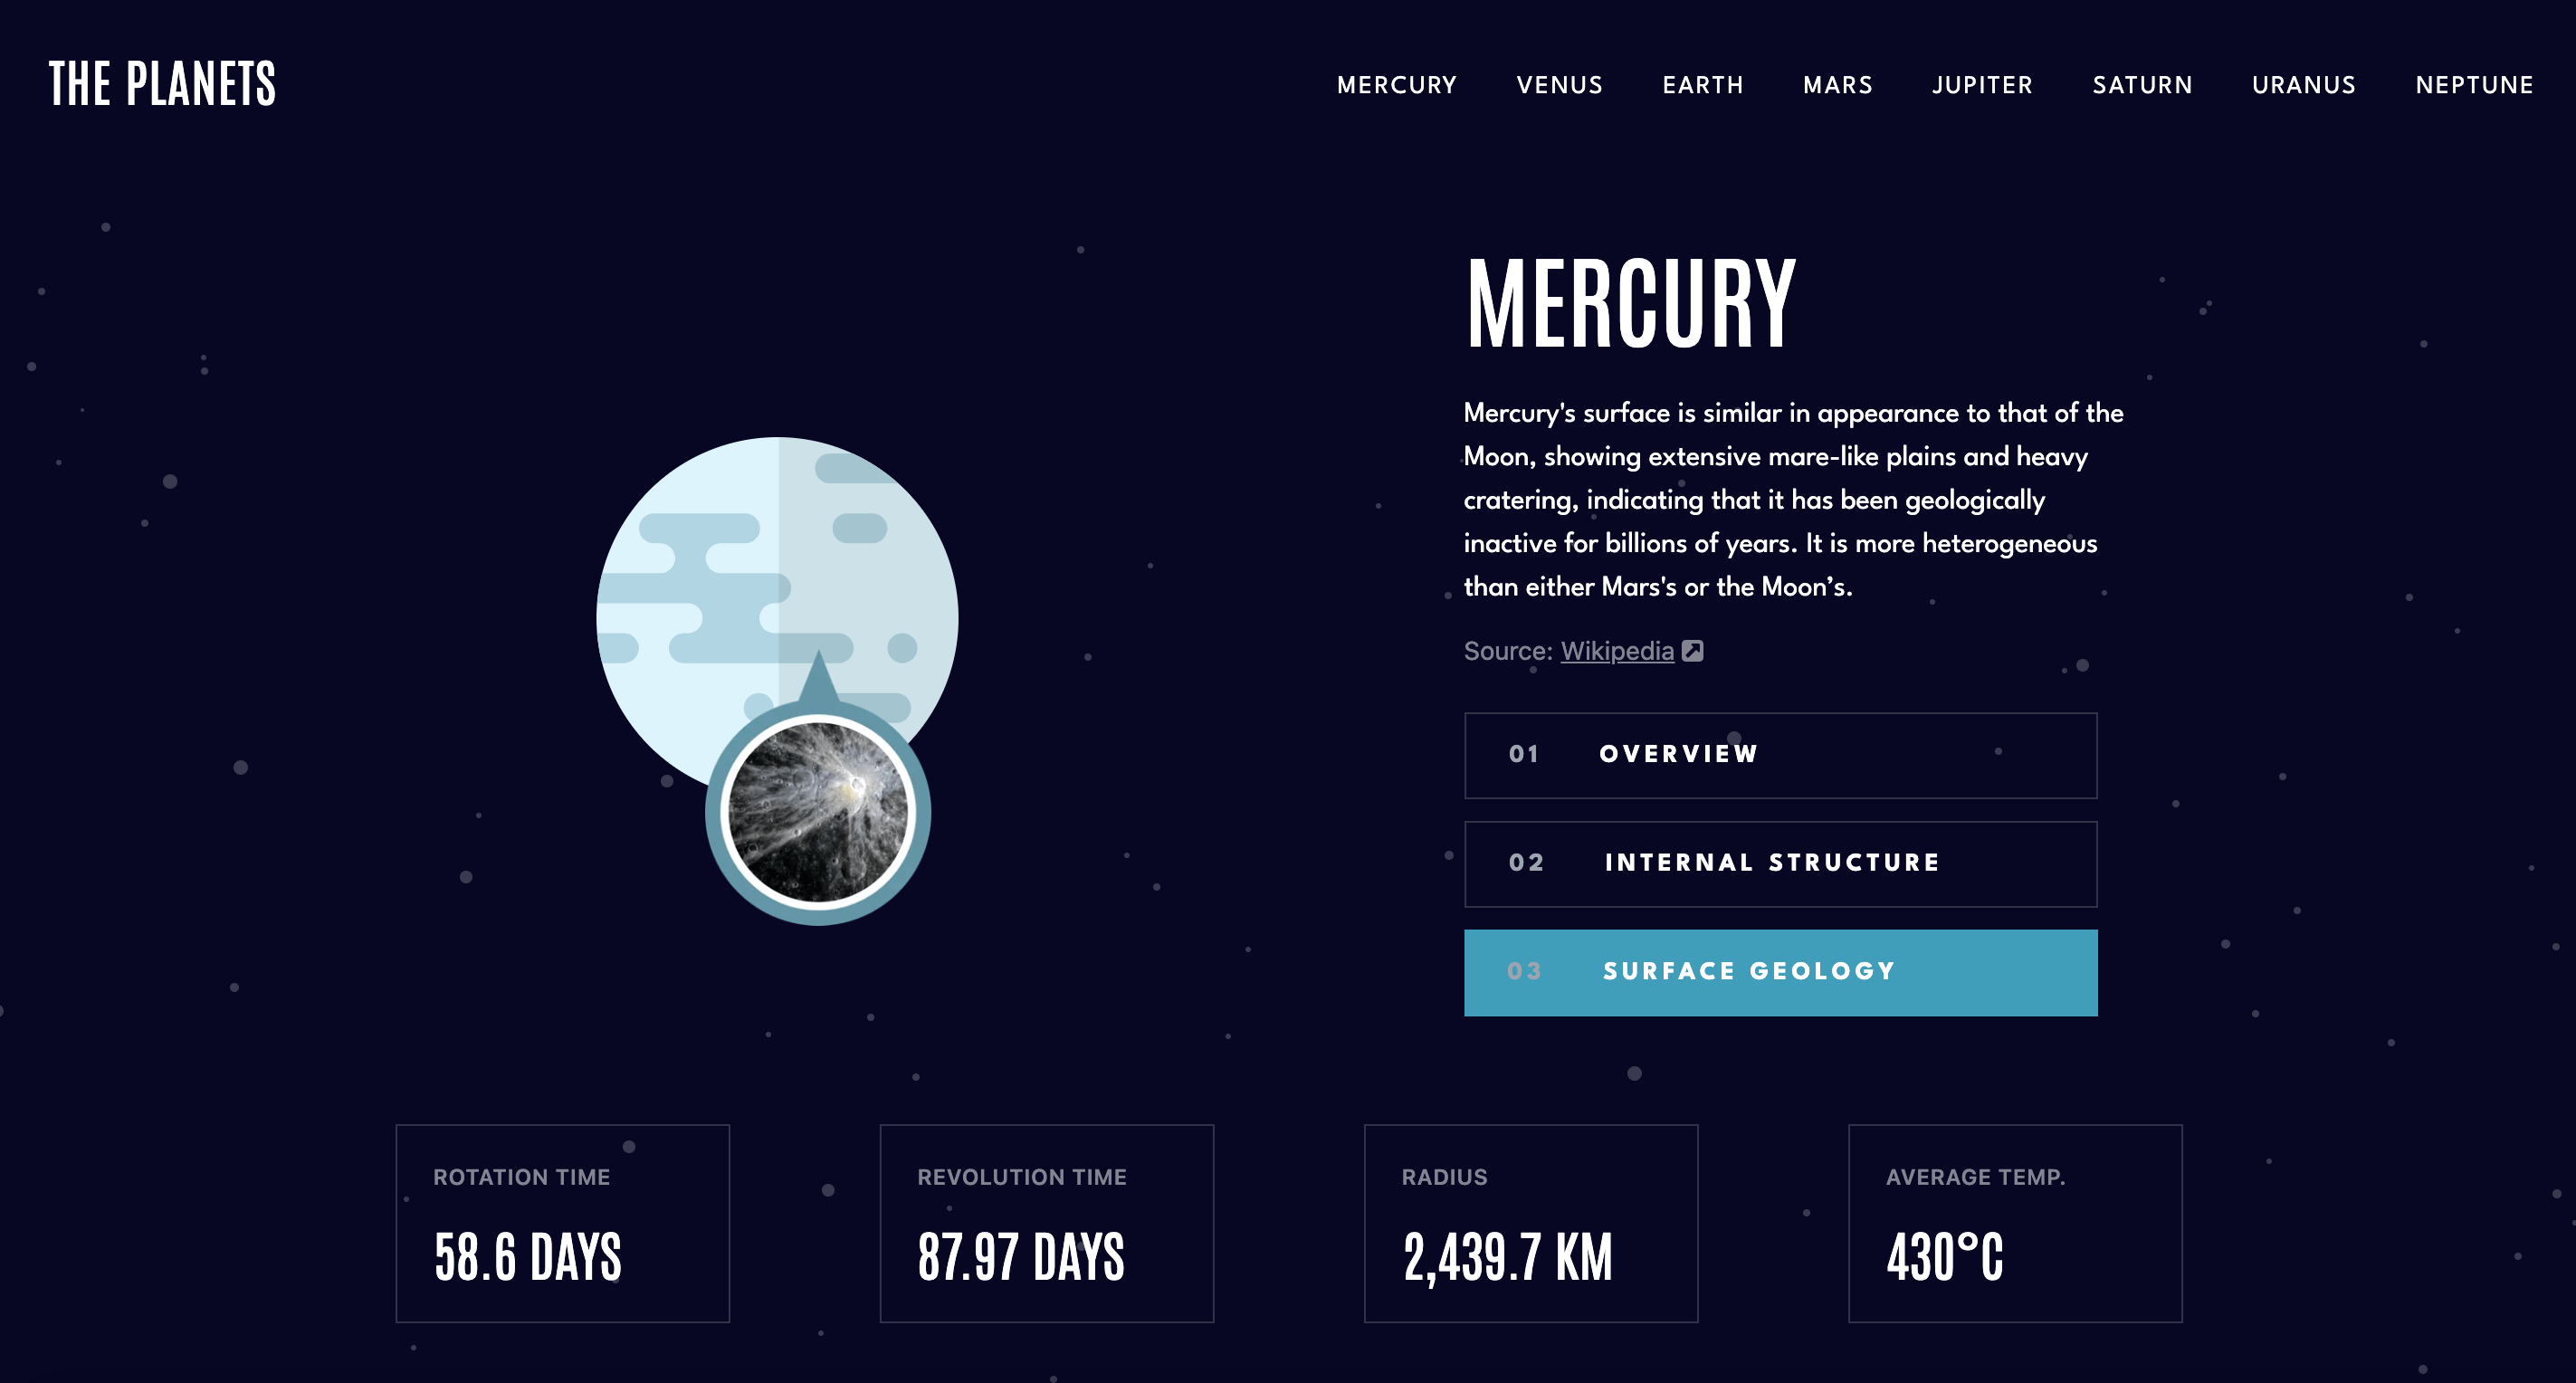 THE PLANETS
MERCURY VENUS EARTH MARS JUPITER SATURN URANUS NEPTUNE
MERCURY
Mercury's surface is similar in appearance to that of the
Moon, showing extensive mare-like plains and heavy
cratering, indicating that it has been geologically
inactive for billions of years. It is more heterogeneous
than either Mars's or the Moon’s.
Source: Wikipedia
01 OVERVIEW
02 INTERNAL STRUCTURE
03 SURFACE GEOLOGY
ROTATION TIME
58.6 DAYS
REVOLUTION TIME
87.97 DAYS
RADIUS
2,439.7 KM
AVERAGE TEMP.
430°C